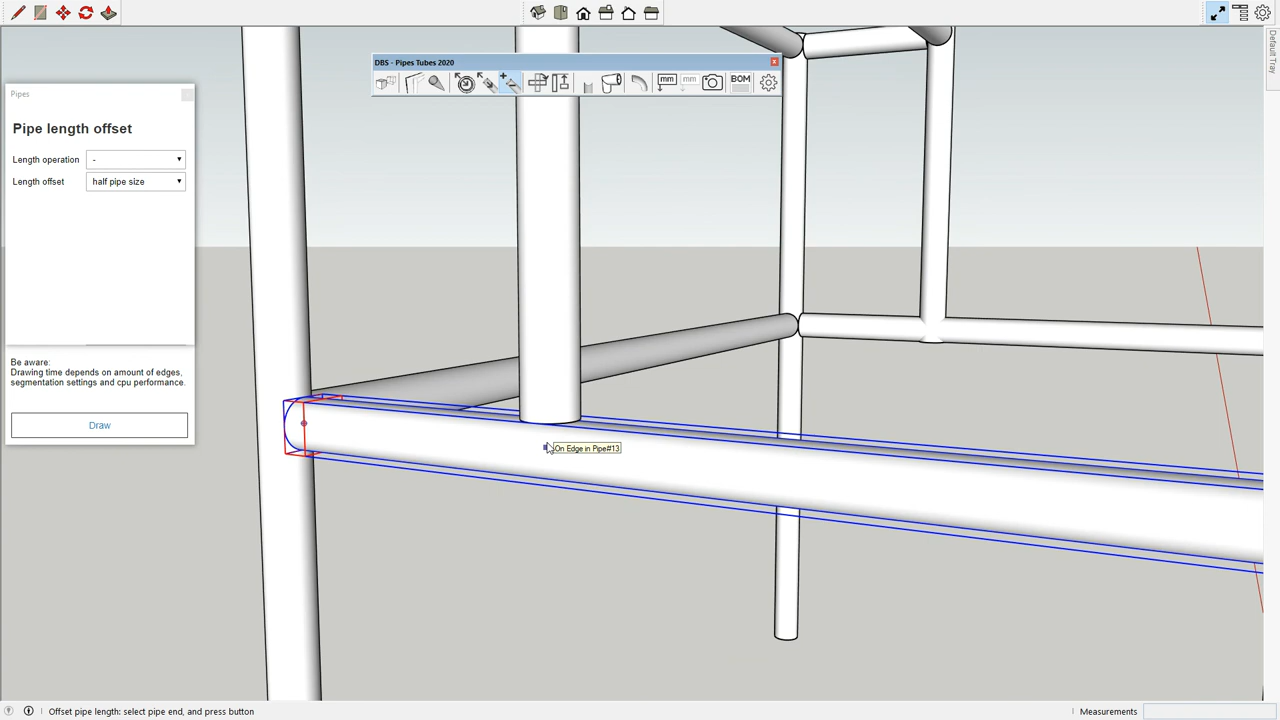 DBS - Pipes Tubes 2020
mm
mm
BOM
Pipes
Pipe length offset
Length operation
-
Length offset
half pipe size
Be aware:
Drawing time depends on amount of edges,
segmentation settings and cpu performance.
Draw
On Edge in Pipe#13
Default Tray
Offset pipe length: select pipe end, and press button
Measurements